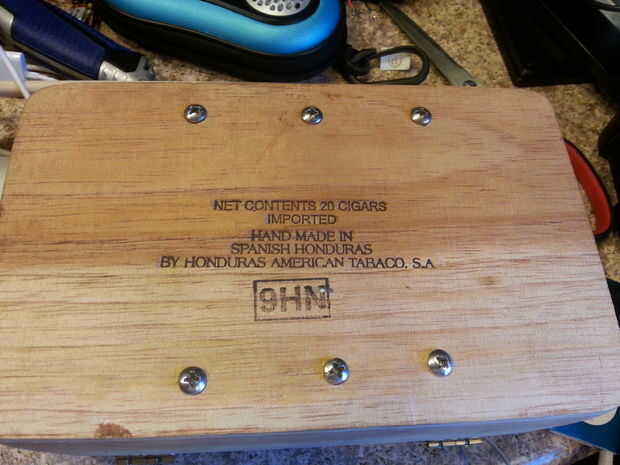 NET CONTENTS 20 CIGARS
IMPORTED
HAND MADE IN
SPANISH HONDURAS
BY HONDURAS AMERICAN TABACO, S.A
9HN